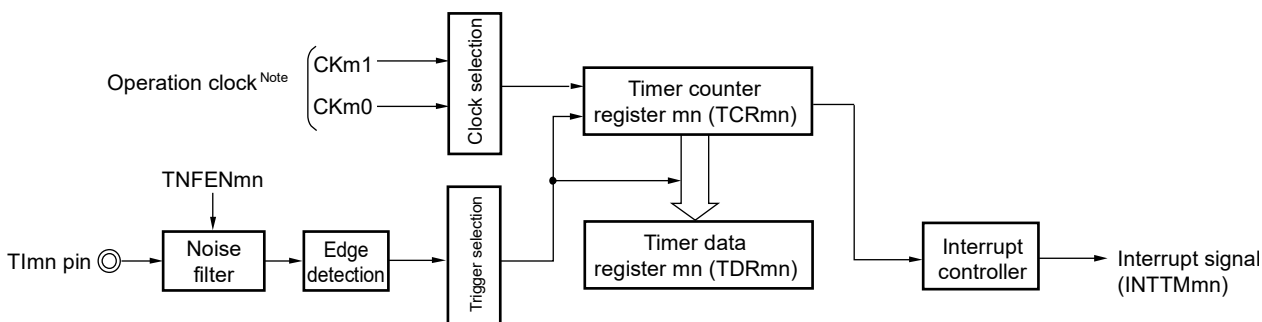 Operation clock Note
CKm1
CKm0
Clock selection
Timer counter
register mn (TCRmn)
TNFENmn
TImn pin
Noise
filter
Edge
detection
Trigger selection
Timer data
register mn (TDRmn)
Interrupt
controller
Interrupt signal
(INTTMmn)